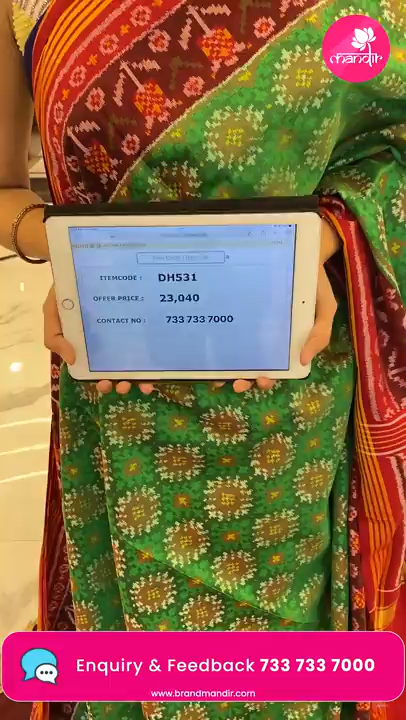 mandir
ITEMCODE : DH531
OFFER PRICE : 23,040
CONTACT NO : 733 733 7000
Enquiry & Feedback 733 733 7000
www.brandmandir.com